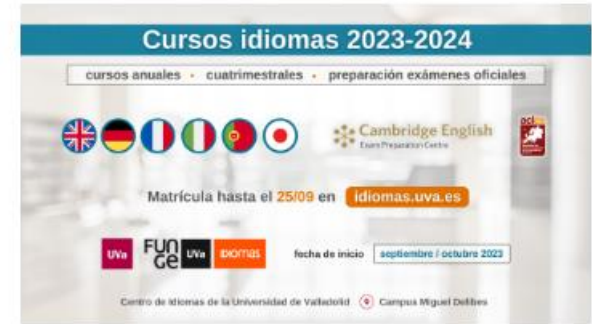 Cursos idiomas 2023-2024
cursos anuales • cuatrimestrales • preparación exámenes oficiales
Cambridge English
Exam Preparation Centre
Matrícula hasta el 25/09 en idiomas.uva.es
UVa FUNGE UVa IDIOMAS fecha de inicio septiembre / octubre 2023
Centro de Idiomas de la Universidad de Valladolid Campus Miguel Delibes